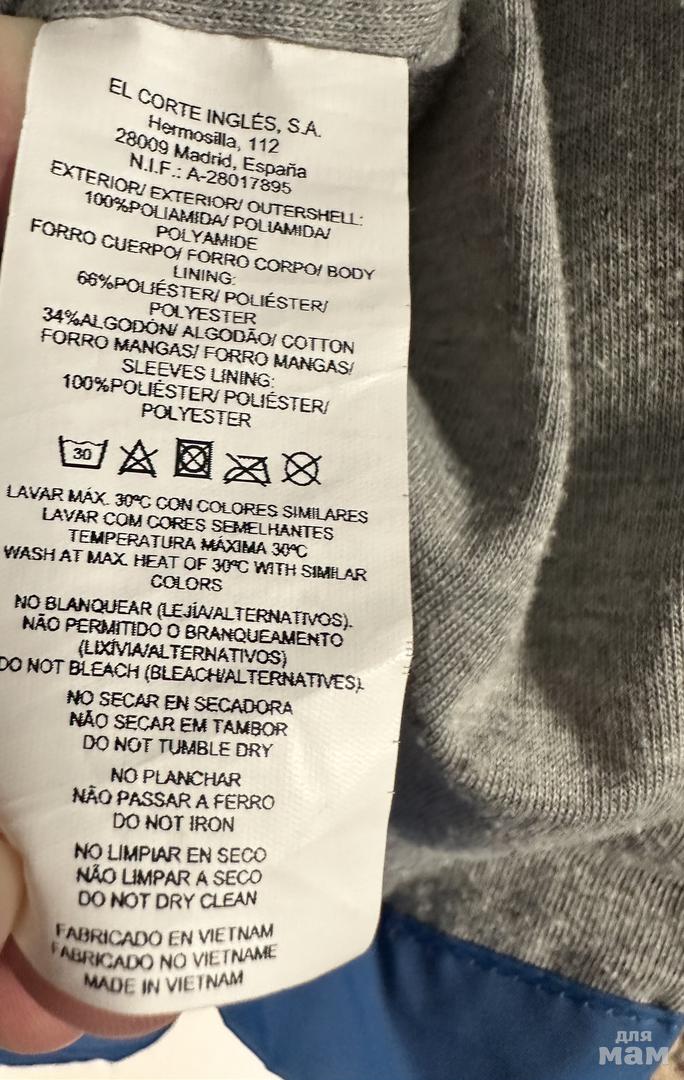 EL CORTE INGLÉS, S.A.
Hermosilla, 112
28009 Madrid, España
N.I.F.: A-28017895
EXTERIOR/ EXTERIOR/ OUTERSHELL:
100%POLIAMIDA/ POLIAMIDA/
POLYAMIDE
FORRO CUERPO/ FORRO CORPO/ BODY
LINING:
66%POLIÉSTER/ POLIÉSTER/
POLYESTER
34%ALGODÓN/ ALGODÃO/ COTTON
FORRO MANGAS/ FORRO MANGAS/
SLEEVES LINING:
100%POLIÉSTER/ POLIÉSTER/
POLYESTER
30
LAVAR MÁX. 30ºC CON COLORES SIMILARES
LAVAR COM CORES SEMELHANTES
TEMPERATURA MÁXIMA 30ºC
WASH AT MAX. HEAT OF 30ºC WITH SIMILAR
COLORS
NO BLANQUEAR (LEJÍA/ALTERNATIVOS).
NÃO PERMITIDO O BRANQUEAMENTO
(LIXÍVIA/ALTERNATIVOS)
DO NOT BLEACH (BLEACH/ALTERNATIVES).
NO SECAR EN SECADORA
NÃO SECAR EM TAMBOR
DO NOT TUMBLE DRY
NO PLANCHAR
NÃO PASSAR A FERRO
DO NOT IRON
NO LIMPIAR EN SECO
NÃO LIMPAR A SECO
DO NOT DRY CLEAN
FABRICADO EN VIETNAM
FABRICADO NO VIETNAME
MADE IN VIETNAM
для
мам